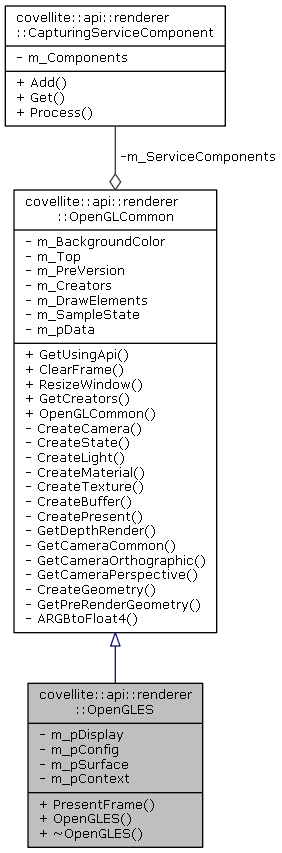 covellite::api::renderer
::CapturingServiceComponent
- m_Components
+ Add()
+ Get()
+ Process()
-m_ServiceComponents
covellite::api::renderer
::OpenGLCommon
- m_BackgroundColor
- m_Top
- m_PreVersion
- m_Creators
- m_DrawElements
- m_SampleState
- m_pData
+ GetUsingApi()
+ ClearFrame()
+ ResizeWindow()
+ GetCreators()
+ OpenGLCommon()
- CreateCamera()
- CreateState()
- CreateLight()
- CreateMaterial()
- CreateTexture()
- CreateBuffer()
- CreatePresent()
- GetDepthRender()
- GetCameraCommon()
- GetCameraOrthographic()
- GetCameraPerspective()
- CreateGeometry()
- GetPreRenderGeometry()
- ARGBtoFloat4()
covellite::api::renderer
::OpenGLES
- m_pDisplay
- m_pConfig
- m_pSurface
- m_pContext
+ PresentFrame()
+ OpenGLES()
+ ~OpenGLES()